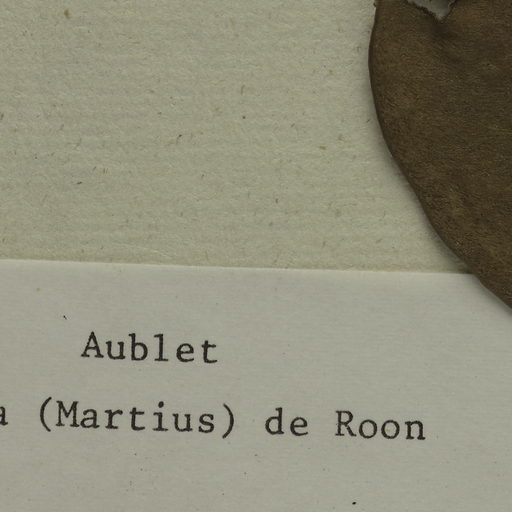 Aublet
a (Martius) de Roon